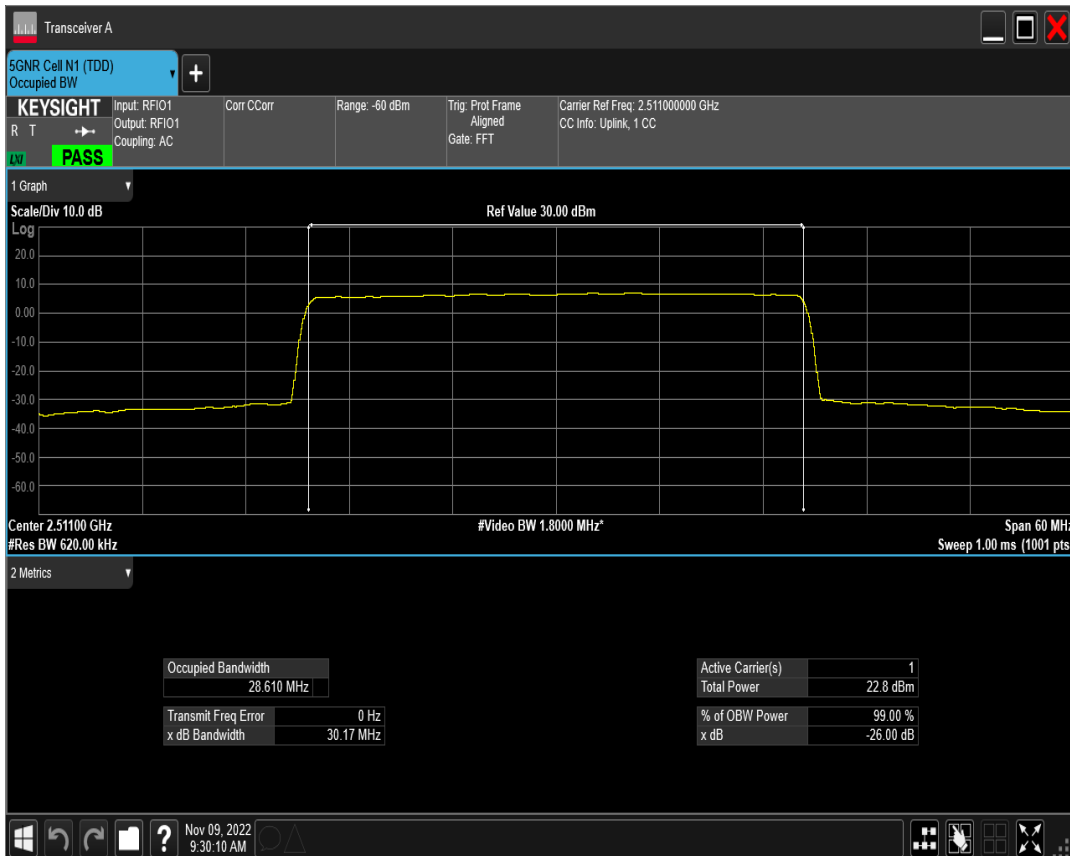 Transceiver A
5GNR Cell N1 (TDD)
Occupied BW
+
KEYSIGHT
R T
LXI
PASS
Input: RFIO1
Output: RFIO1
Coupling: AC
Corr CCorr
Range: -60 dBm
Trig: Prot Frame
Aligned
Gate: FFT
Carrier Ref Freq: 2.511000000 GHz
CC Info: Uplink, 1 CC
1 Graph
Scale/Div 10.0 dB
Ref Value 30.00 dBm
Log
20.0
10.0
0.00
-10.0
-20.0
-30.0
-40.0
-50.0
-60.0
Center 2.51100 GHz
#Video BW 1.8000 MHz*
Span 60 MHz
#Res BW 620.00 kHz
Sweep 1.00 ms (1001 pts
2 Metrics
Occupied Bandwidth
28.610 MHz
Transmit Freq Error 0 Hz
x dB Bandwidth 30.17 MHz
Active Carrier(s) 1
Total Power 22.8 dBm
% of OBW Power 99.00 %
x dB -26.00 dB
?
Nov 09, 2022
9:30:10 AM